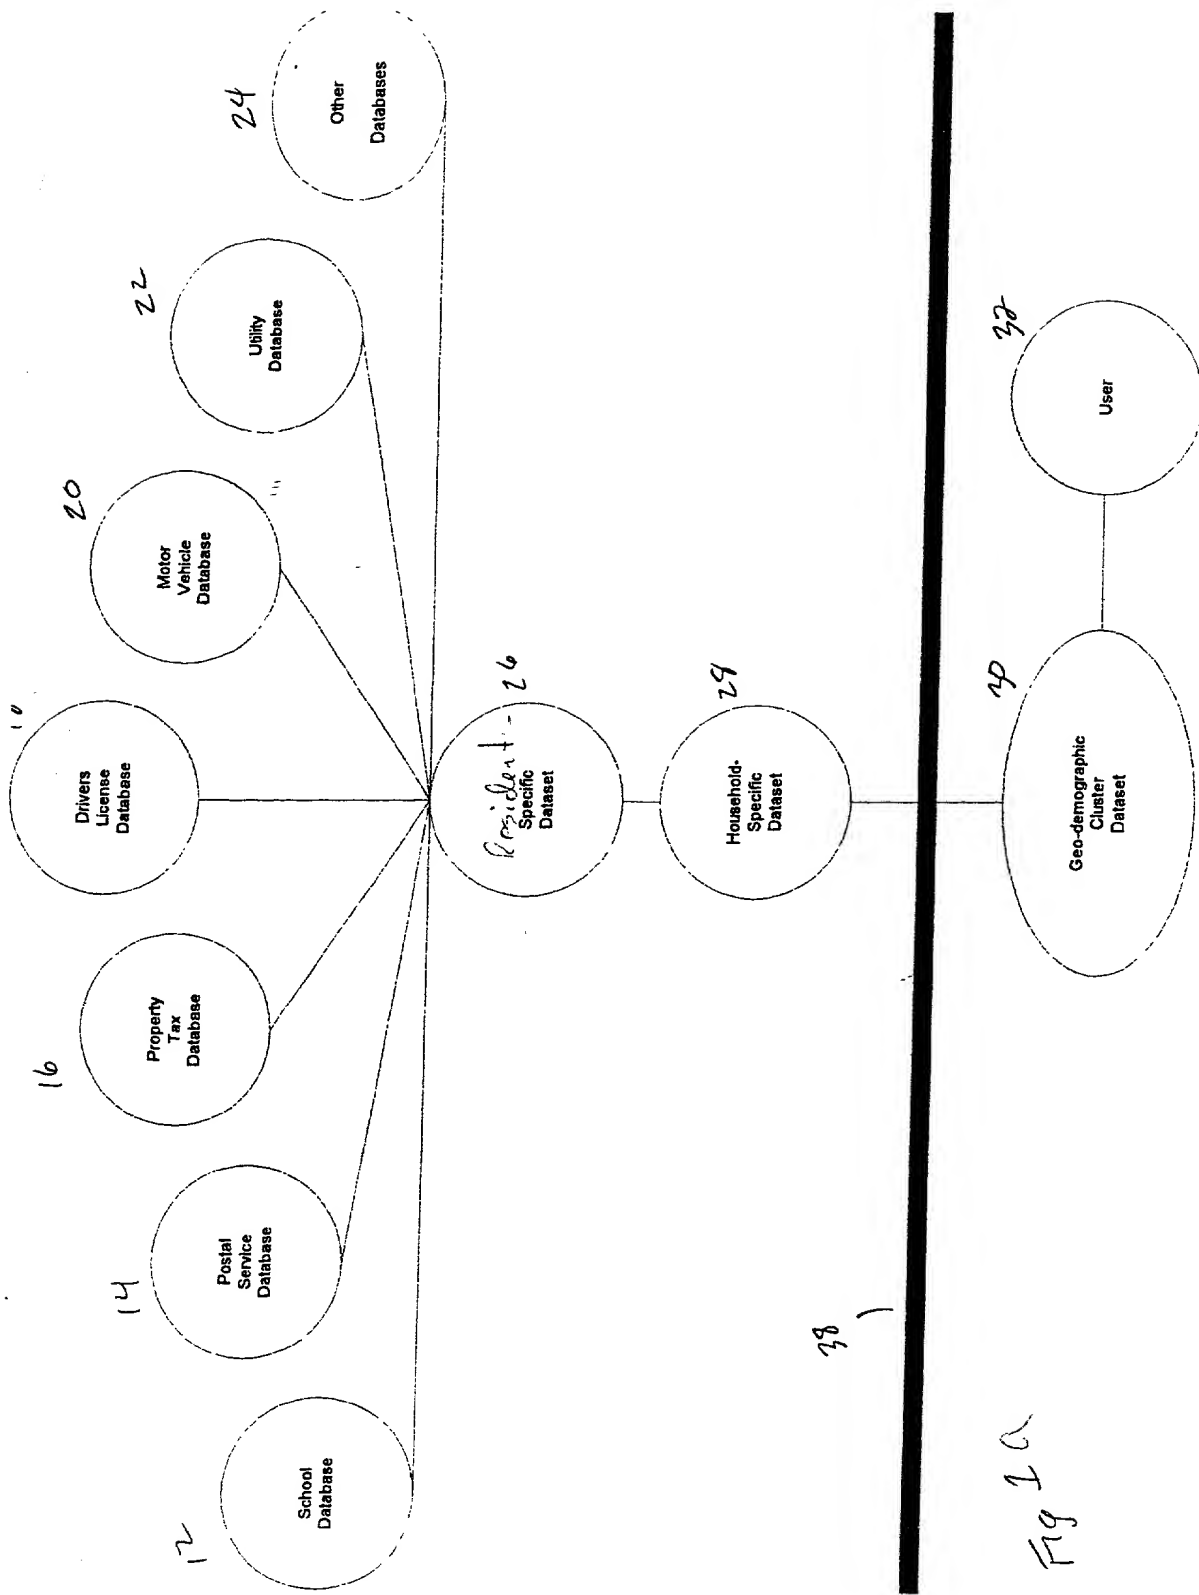 12
School
Database
14
Postal
Service
Database
16
Property
Tax
Database
Drivers
License
Database
20
Motor
Vehicle
Database
22
Utility
Database
24
Other
Databases
Resident -
Specific
Dataset
26
Household-
Specific
Dataset
28
38
Geo-demographic
Cluster
Dataset
30
User
32
Fig 1a